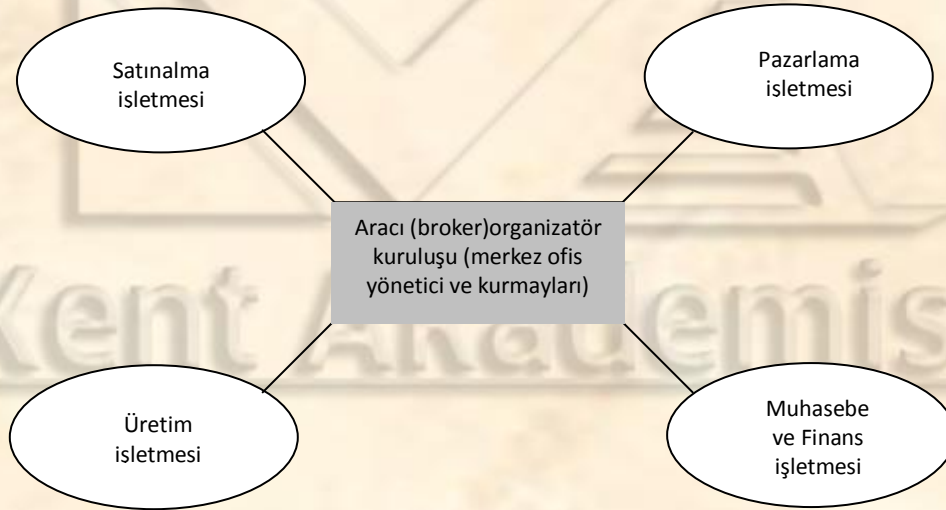 Satınalma
isletmesi
Pazarlama
isletmesi
Aracı (broker)organizatör
kuruluşu (merkez ofis
yönetici ve kurmayları)
Kent Akademis
Üretim
isletmesi
Muhasebe
ve Finans
işletmesi